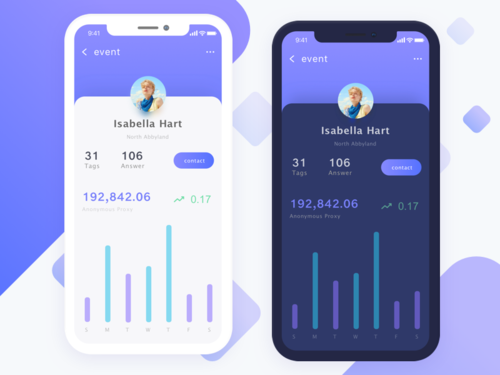 9:41
event
Isabella Hart
North Abbyland
31
106
Tags
Answer
contact
192,842.06
0.17
Anonymous Proxy
S M T W T F S
9:41
event
Isabella Hart
North Abbyland
31
106
Tags
Answer
contact
192,842.06
0.17
Anonymous Proxy
S M T W T F S